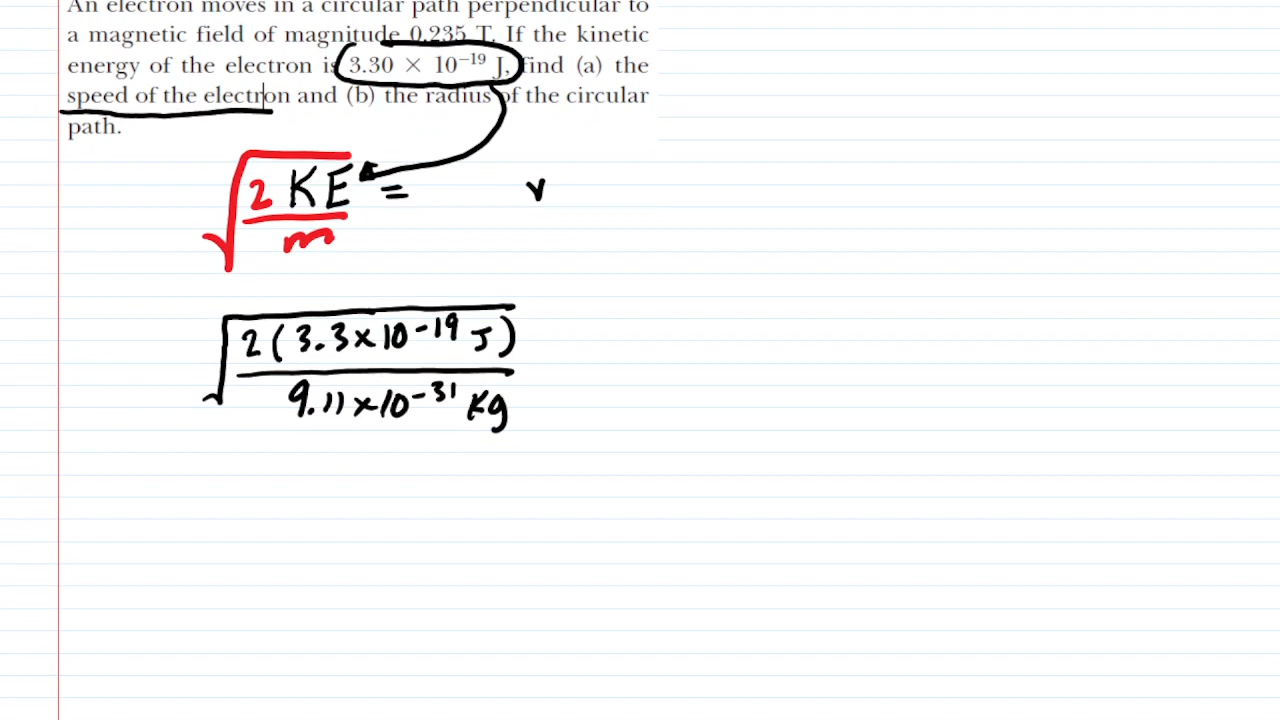 An electron moves in a circular path perpendicular to
a magnetic field of magnitude 0.235 T. If the kinetic
energy of the electron is 3.30 × 10⁻¹⁹ J, find (a) the
speed of the electron and (b) the radius of the circular
path.
√(2 KE / m) = v
√(2 (3.3 x 10⁻¹⁹ J) / 9.11 x 10⁻³¹ Kg)